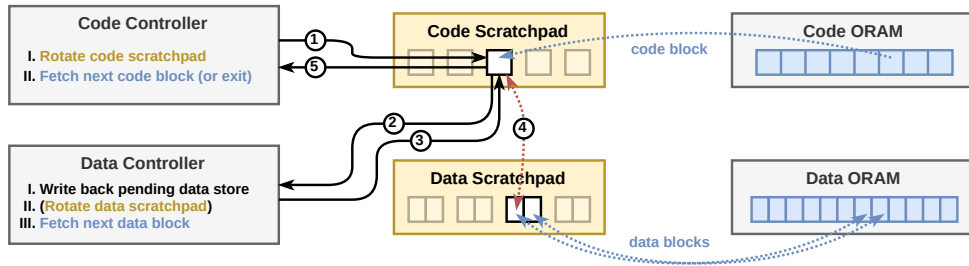 Code Controller
I. Rotate code scratchpad
II. Fetch next code block (or exit)
1
5
Code Scratchpad
code block
Code ORAM
2
3
4
Data Controller
I. Write back pending data store
II. (Rotate data scratchpad)
III. Fetch next data block
Data Scratchpad
data blocks
Data ORAM